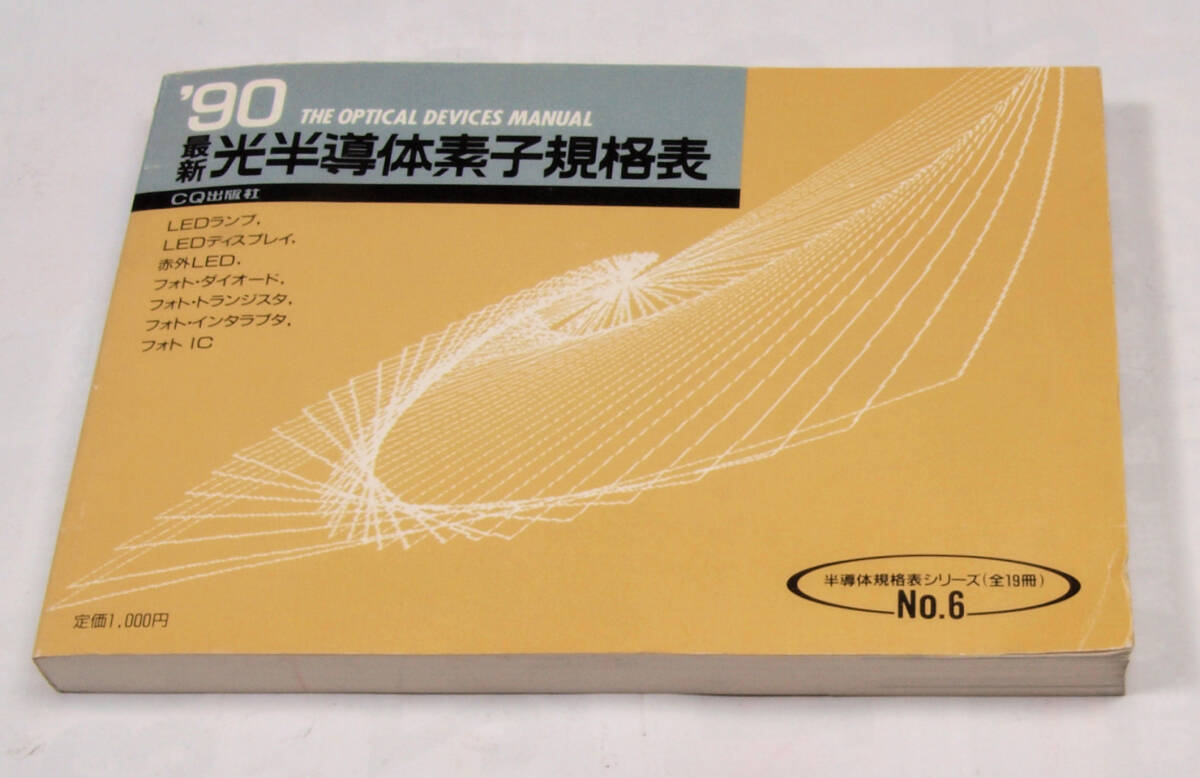 '90 THE OPTICAL DEVICES MANUAL
最新 光半導体素子規格表
CQ出版社
LEDランプ,
LEDディスプレイ,
赤外LED,
フォト・ダイオード,
フォト・トランジスタ,
フォト・インタラプタ,
フォト IC
半導体規格表シリーズ(全19冊)
No.6
定価1,000円